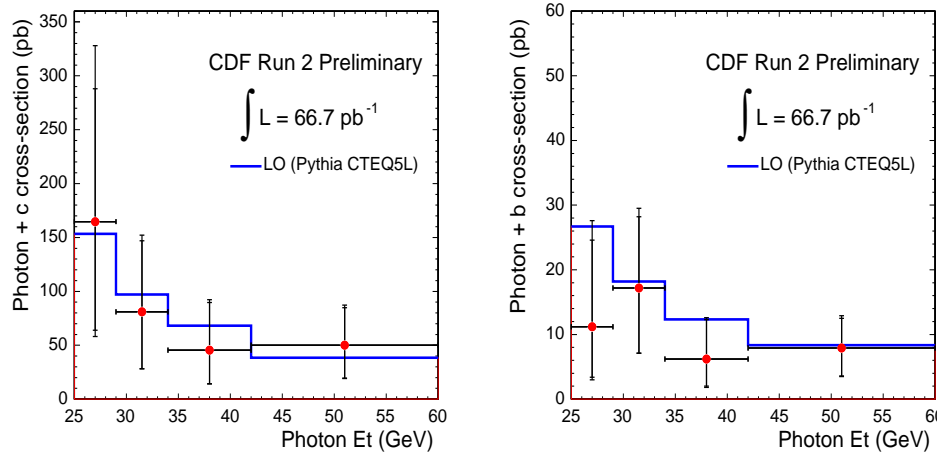 Photon + c cross-section (pb)
350
300
250
200
150
100
50
0
CDF Run 2 Preliminary
∫ L = 66.7 pb⁻¹
LO (Pythia CTEQ5L)
25 30 35 40 45 50 55 60
Photon Et (GeV)
Photon + b cross-section (pb)
60
50
40
30
20
10
0
CDF Run 2 Preliminary
∫ L = 66.7 pb⁻¹
LO (Pythia CTEQ5L)
25 30 35 40 45 50 55 60
Photon Et (GeV)